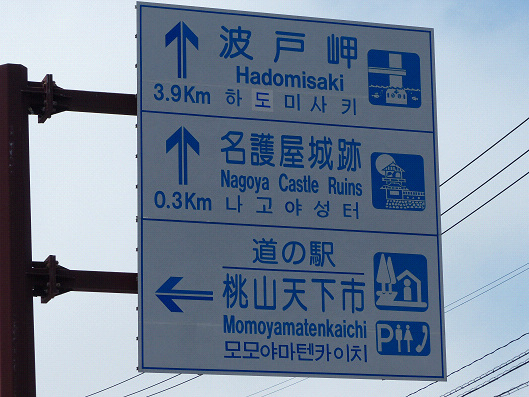 波戸岬
Hadomisaki
3.9Km 하도미사키
名護屋城跡
Nagoya Castle Ruins
0.3Km 나고야성터
道の駅
桃山天下市
Momoyamatenkaichi
모모야마텐카이치
P